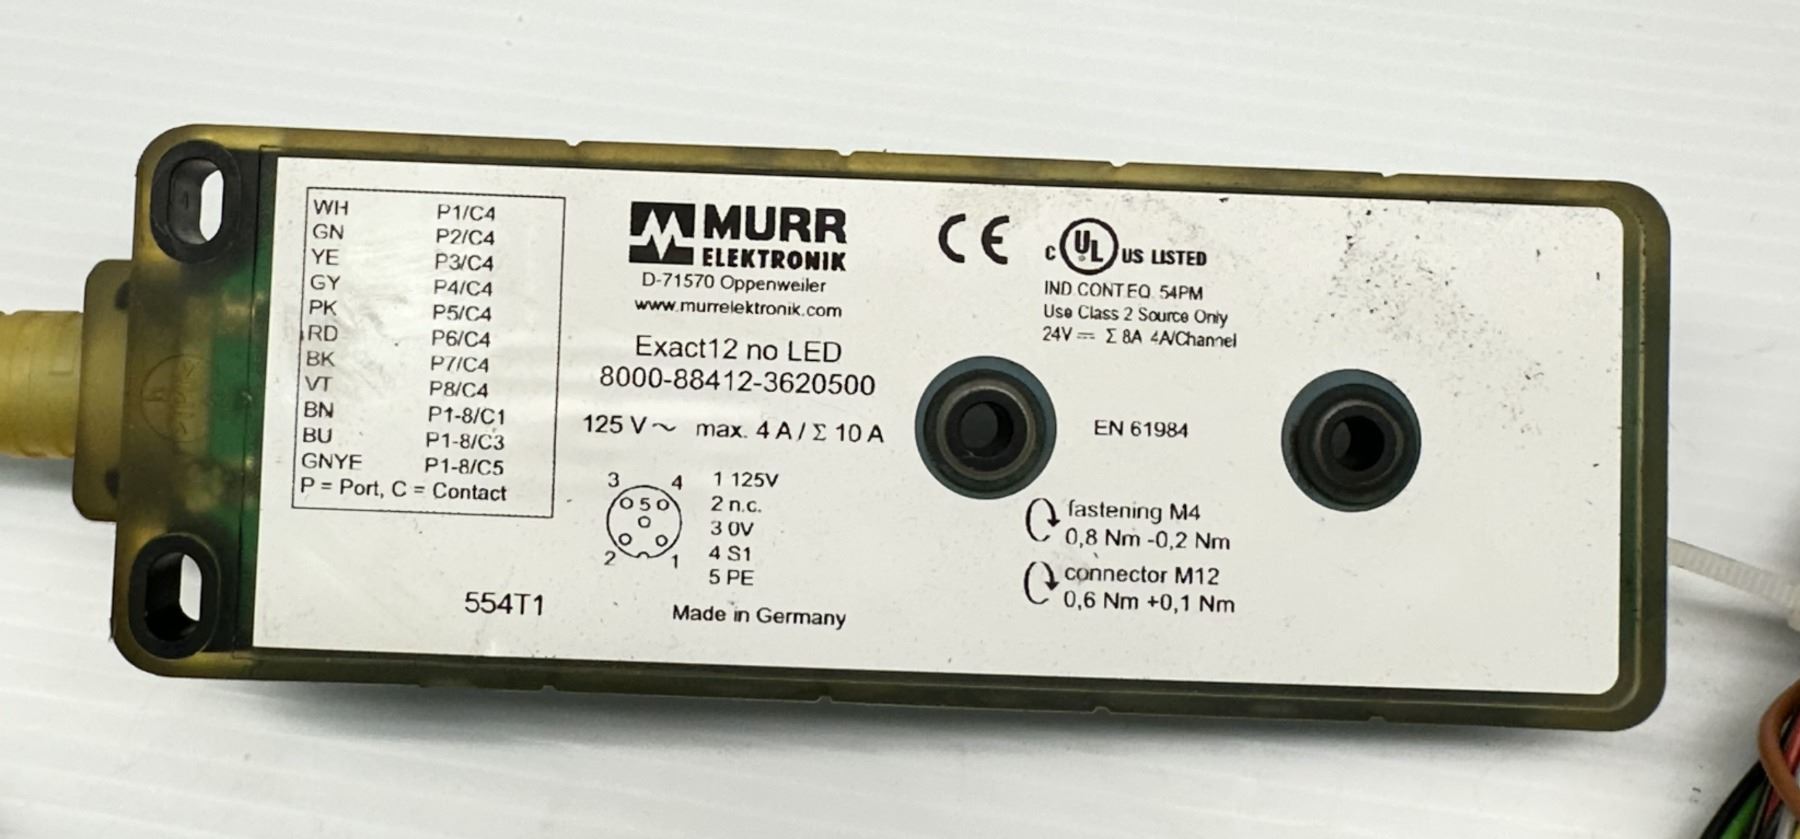 WH P1/C4
GN P2/C4
YE P3/C4
GY P4/C4
PK P5/C4
RD P6/C4
BK P7/C4
VT P8/C4
BN P1-8/C1
BU P1-8/C3
GNYE P1-8/C5
P = Port, C = Contact
554T1
MURR
ELEKTRONIK
D-71570 Oppenweiler
www.murrelektronik.com
Exact12 no LED
8000-88412-3620500
125 V ~ max. 4 A / Σ 10 A
3 4
5
2 1
1 125V
2 n.c.
3 0V
4 S1
5 PE
Made in Germany
CE
c UL US LISTED
IND.CONT.EQ. 54PM
Use Class 2 Source Only
24V ⎓ Σ 8A 4A/Channel
EN 61984
fastening M4
0,8 Nm -0,2 Nm
connector M12
0,6 Nm +0,1 Nm